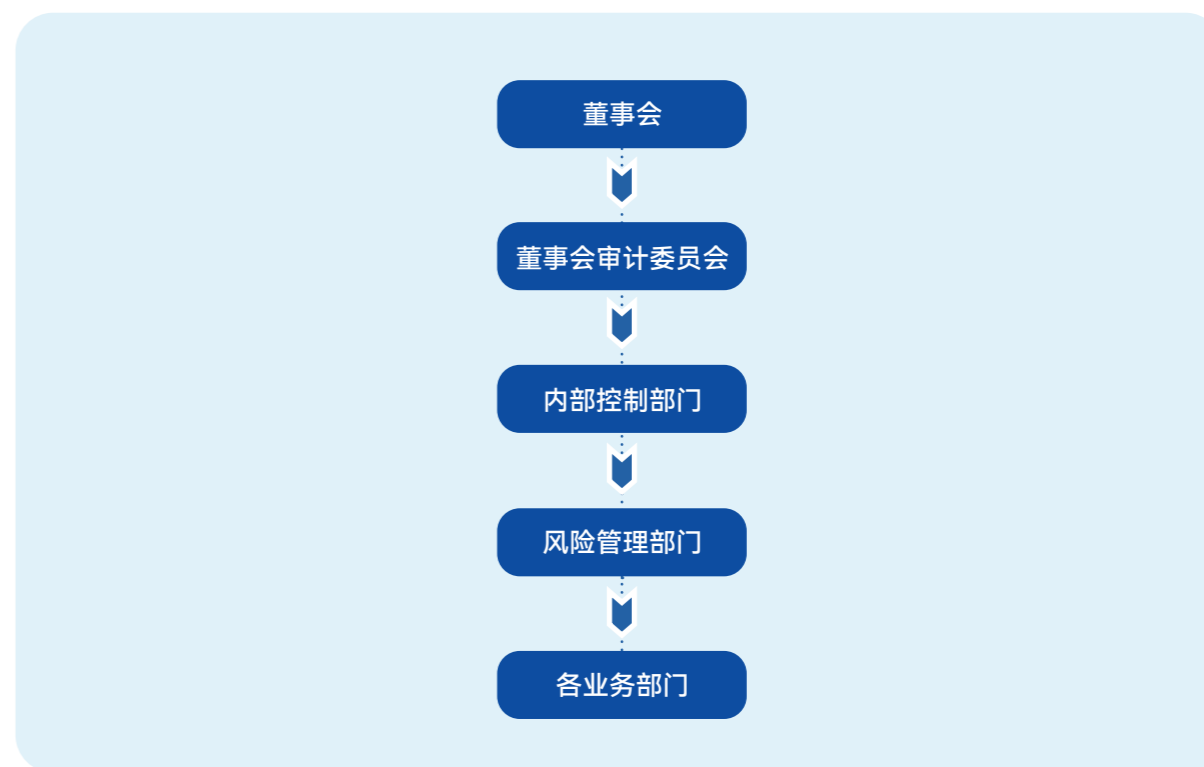 董事会
董事会审计委员会
内部控制部门
风险管理部门
各业务部门